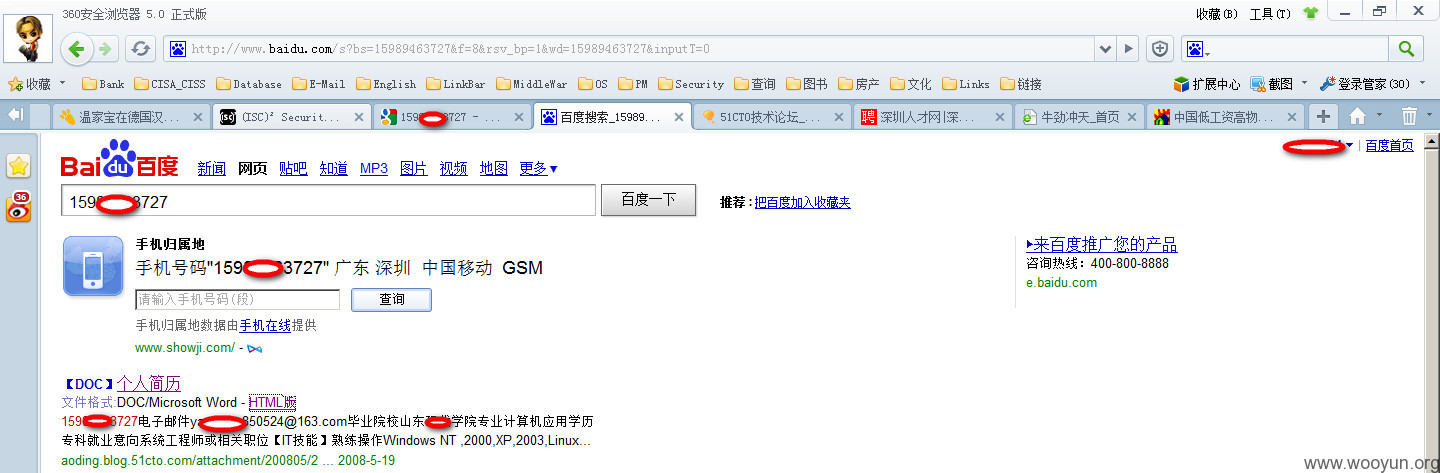 360安全浏览器 5.0 正式版 收藏(B) 工具(T)
http://www.baidu.com/s?bs=15989463727&f=8&rsv_bp=1&wd=15989463727&inputT=0
收藏 Bank CISA_CISS Database E-Mail English LinkBar MiddleWar OS PM Security 查询 图书 房产 文化 Links 链接 扩展中心 截图 登录管家(30)
温家宝在德国汉... (ISC)² Securit... 159 3727 - ... 百度搜索_15989... 51CTO技术论坛_... 深圳人才网|深... 牛劲冲天_首页 中国低工资高物...
百度首页
36
Bai du 百度 新闻 网页 贴吧 知道 MP3 图片 视频 地图 更多
159 3727 百度一下 推荐:把百度加入收藏夹
手机归属地
手机号码"159 3727" 广东 深圳 中国移动 GSM
请输入手机号码(段) 查询
手机归属地数据由手机在线提供
www.showji.com/ -
来百度推广您的产品
咨询热线：400-800-8888
e.baidu.com
【DOC】个人简历
文件格式:DOC/Microsoft Word - HTML版
159 3727电子邮件y 850524@163.com毕业院校山东 学院专业计算机应用学历
专科就业意向系统工程师或相关职位【IT技能】熟练操作Windows NT ,2000,XP,2003,Linux...
aoding.blog.51cto.com/attachment/200805/2 ... 2008-5-19
www.wooyun.org